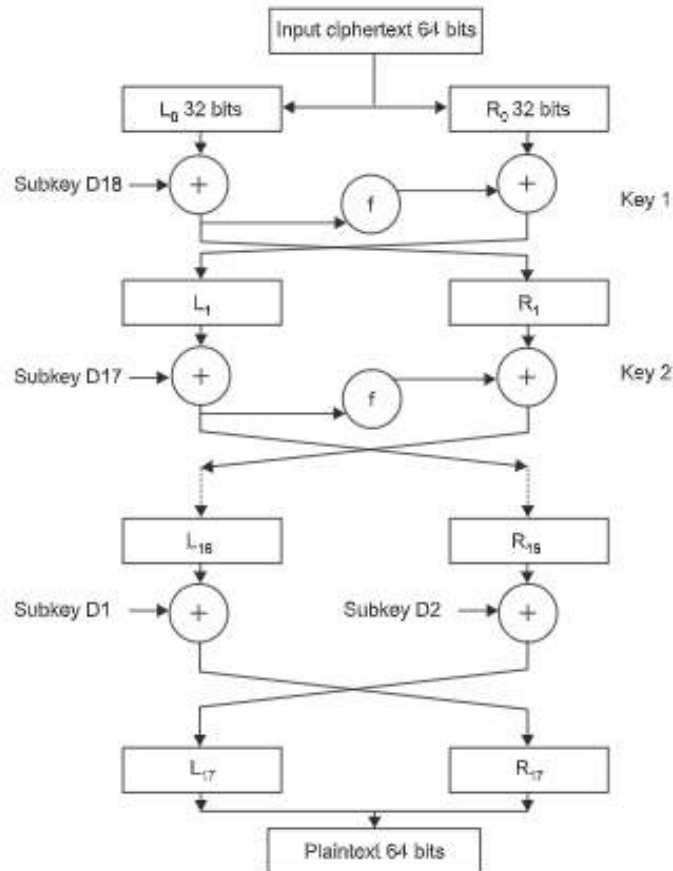 Input ciphertext 64 bits
L₀ 32 bits
R₀ 32 bits
Subkey D18
+
f
+
Key 1
L₁
R₁
Subkey D17
+
f
+
Key 2
L₁₆
R₁₆
Subkey D1
+
Subkey D2
+
L₁₇
R₁₇
Plaintext 64 bits